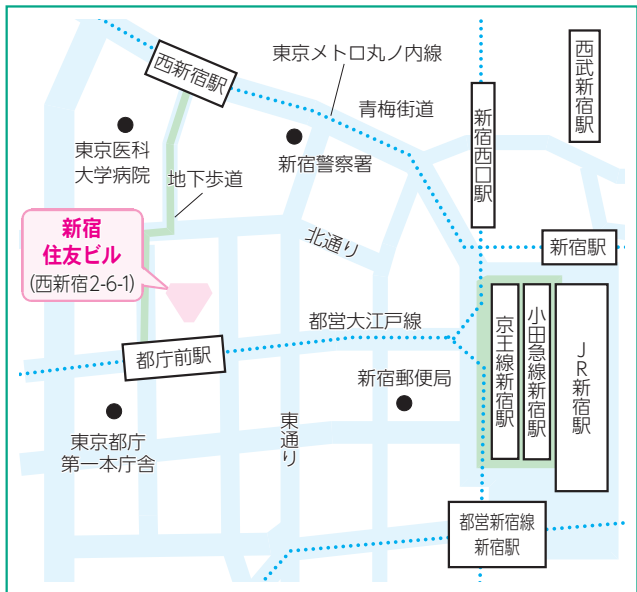 東京メトロ丸ノ内線
西新宿駅
青梅街道
西武新宿駅
新宿西口駅
東京医科
大学病院
新宿警察署
地下歩道
新宿
住友ビル
(西新宿2-6-1)
北通り
新宿駅
都営大江戸線
京王線新宿駅
小田急線新宿駅
JR新宿駅
都庁前駅
新宿郵便局
東京都庁
第一本庁舎
東通り
都営新宿線
新宿駅